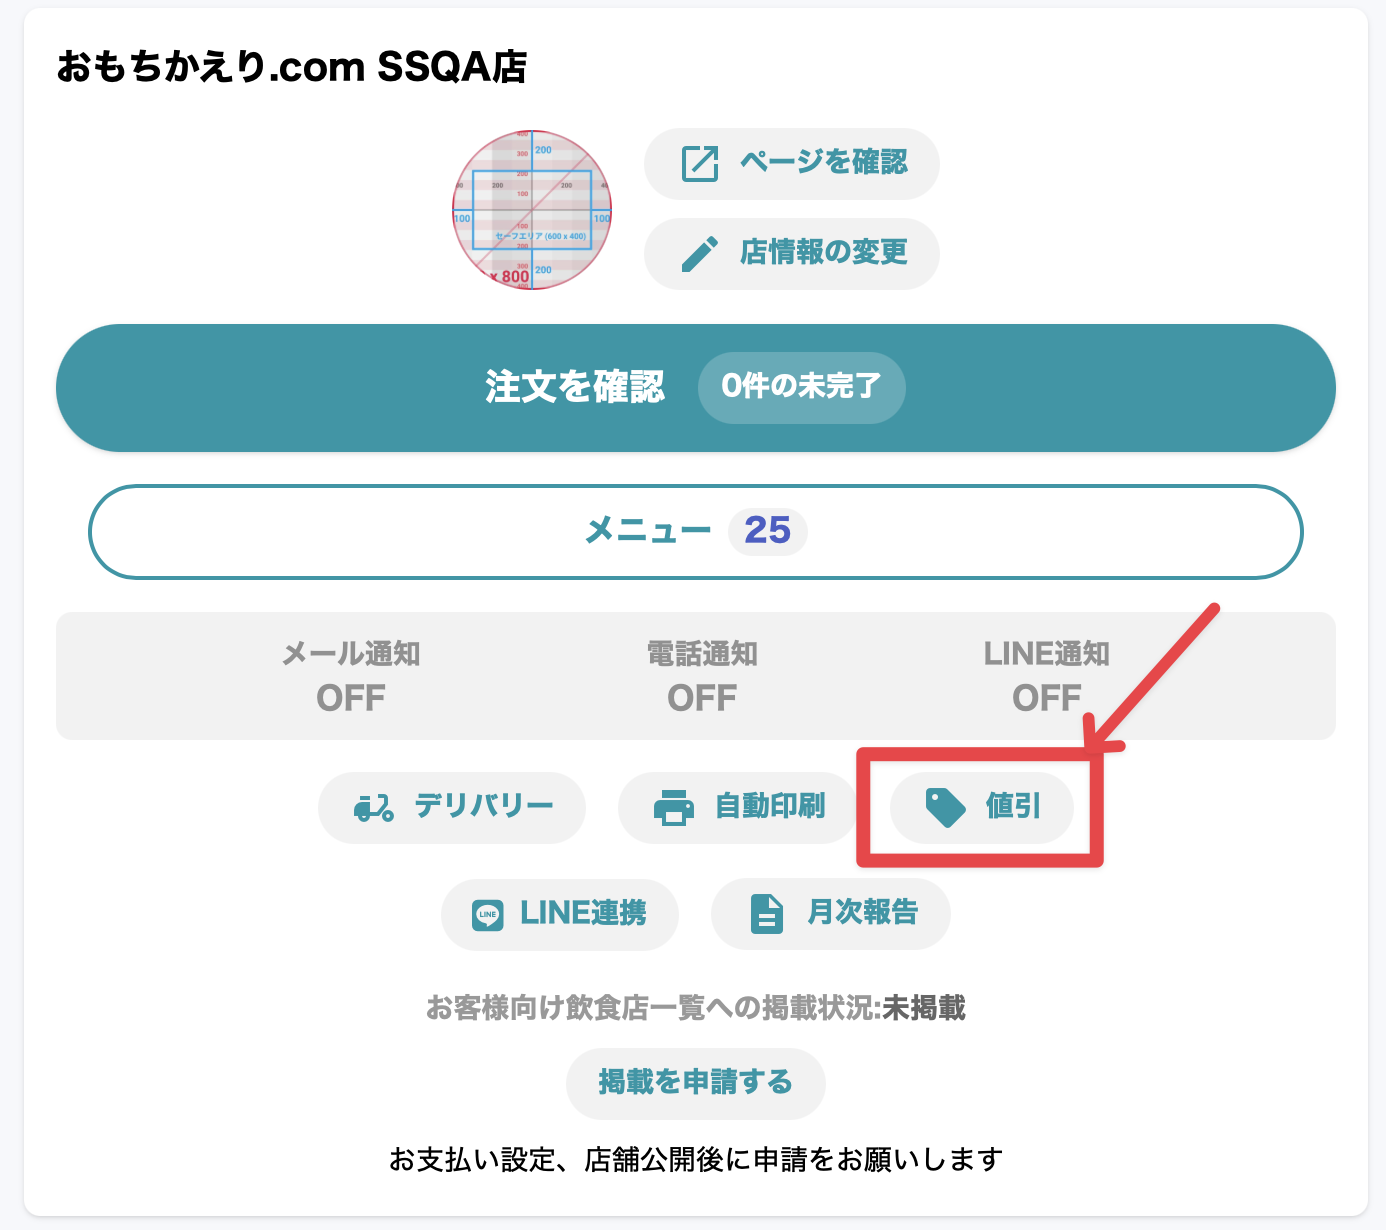 おもちかえり.com SSQA店
400
200
300
200
200
200
100
100
100
100
セーフエリア (600 x 400)
300
300
200
x 800
400
ページを確認
店情報の変更
注文を確認 0件の未完了
メニュー 25
メール通知 電話通知 LINE通知
OFF OFF OFF
デリバリー 自動印刷 値引
LINE LINE連携 月次報告
お客様向け飲食店一覧への掲載状況:未掲載
掲載を申請する
お支払い設定、店舗公開後に申請をお願いします